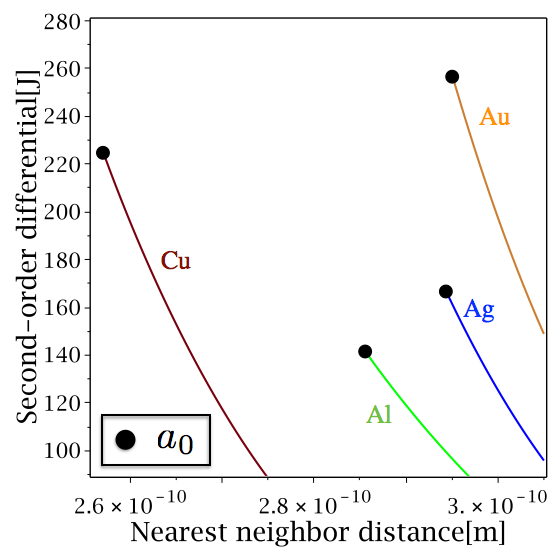 Second-order differential[J]
280
260
240
220
200
180
160
140
120
100
Au
Cu
Ag
Al
a₀
2.6 × 10⁻¹⁰
2.8 × 10⁻¹⁰
3. × 10⁻¹⁰
Nearest neighbor distance[m]